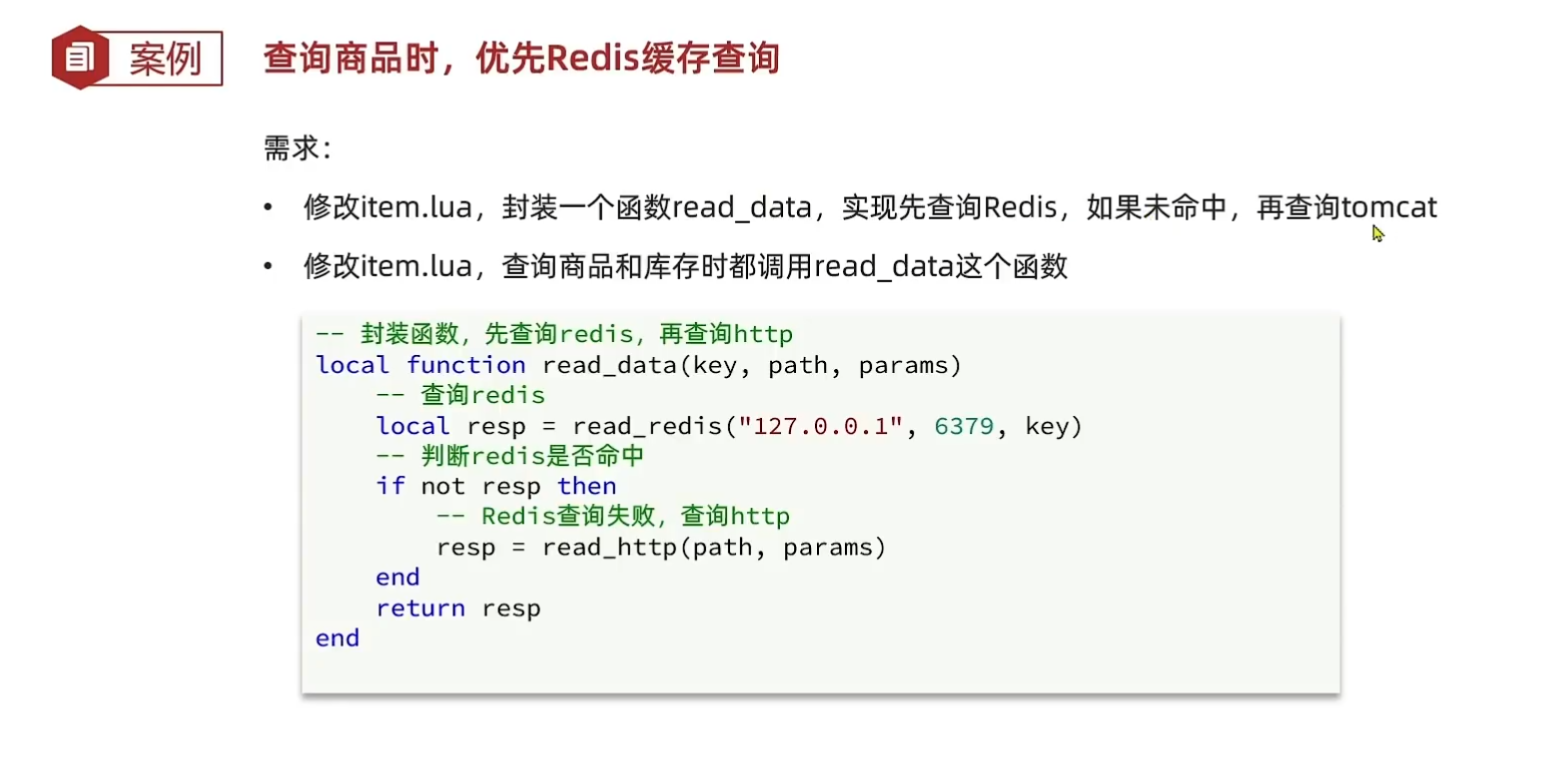 案例
查询商品时，优先Redis缓存查询
需求：
• 修改item.lua，封装一个函数read_data，实现先查询Redis，如果未命中，再查询tomcat
• 修改item.lua，查询商品和库存时都调用read_data这个函数
-- 封装函数，先查询redis，再查询http
local function read_data(key, path, params)
    -- 查询redis
    local resp = read_redis("127.0.0.1", 6379, key)
    -- 判断redis是否命中
    if not resp then
        -- Redis查询失败，查询http
        resp = read_http(path, params)
    end
    return resp
end